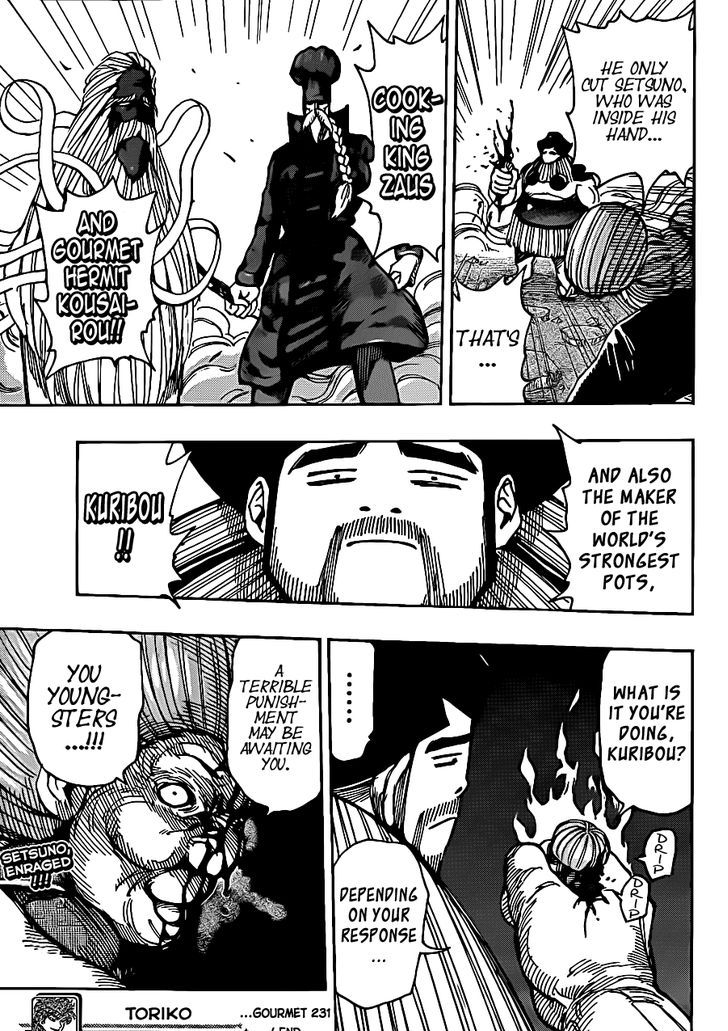 HE ONLY
CUT SETSUNO,
WHO WAS
INSIDE HIS
HAND...
THAT'S
...
COOK-
ING
KING
ZAUS
AND
GOURMET
HERMIT
KOUSAI-
ROU!!
AND ALSO
THE MAKER
OF THE
WORLD'S
STRONGEST
POTS,
KURIBOU
!!
WHAT IS
IT YOU'RE
DOING,
KURIBOU?
DRIP
DRIP
......
DEPENDING
ON YOUR
RESPONSE
...
A
TERRIBLE
PUNISH-
MENT
MAY BE
AWAITING
YOU.
YOU
YOUNG-
STERS
...!!!
SETSUNO,
ENRAGED
!!!!
TORIKO
...GOURMET 231
/ END